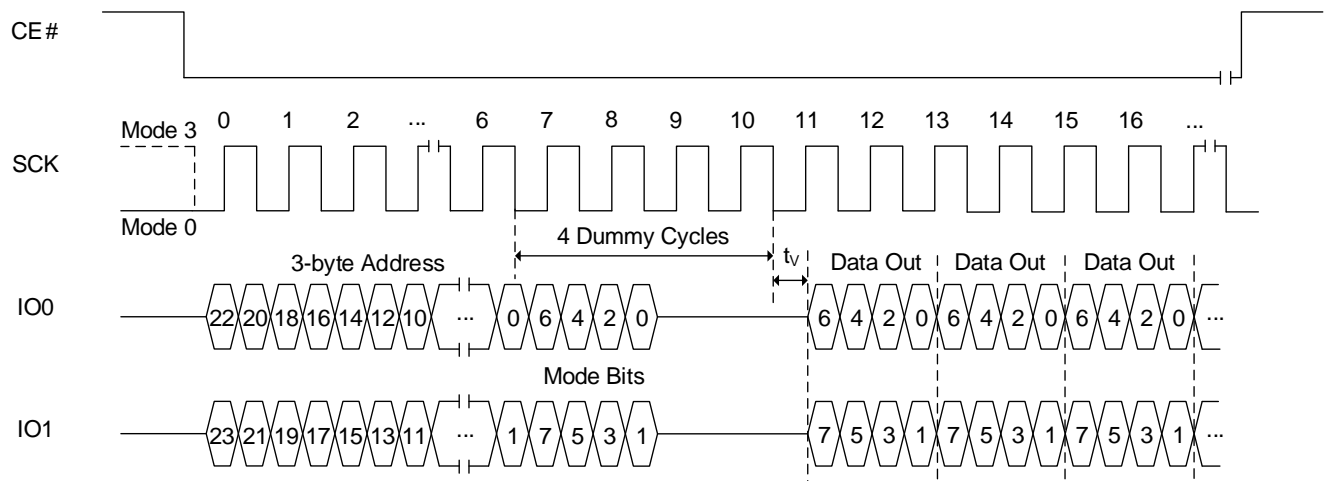 CE#
0 1 2 ... 6 7 8 9 10 11 12 13 14 15 16 ...
Mode 3
SCK
Mode 0
4 Dummy Cycles
3-byte Address
tV
Data Out Data Out Data Out
IO0
22 20 18 16 14 12 10 ... 0 6 4 2 0 6 4 2 0 6 4 2 0 6 4 2 0 ...
Mode Bits
IO1
23 21 19 17 15 13 11 ... 1 7 5 3 1 7 5 3 1 7 5 3 1 7 5 3 1 ...